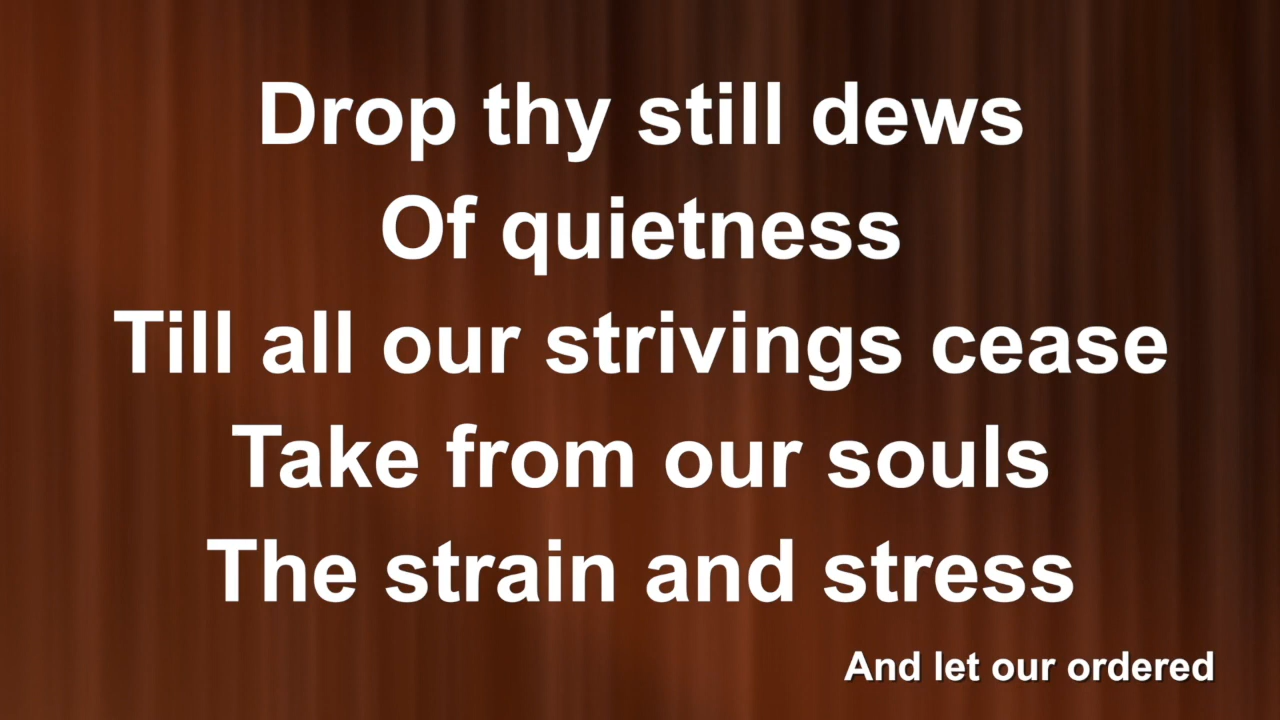 Drop thy still dews
Of quietness
Till all our strivings cease
Take from our souls
The strain and stress
And let our ordered